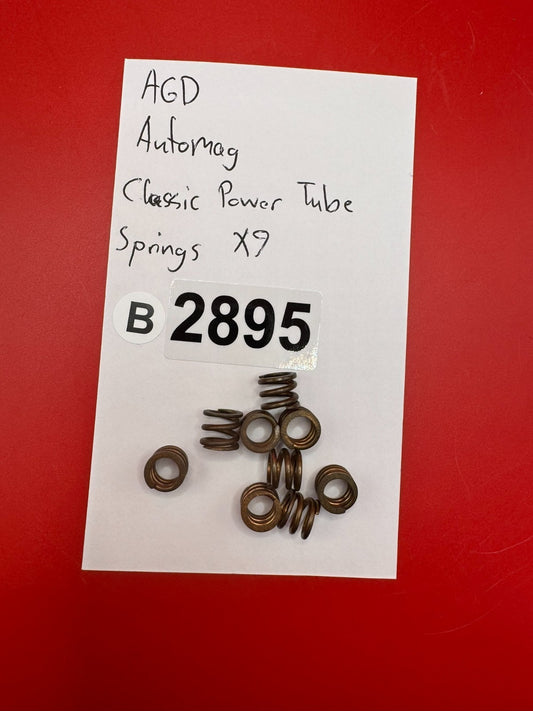 AGD
Automag
Classic Power Tube
Springs X9
B 2895